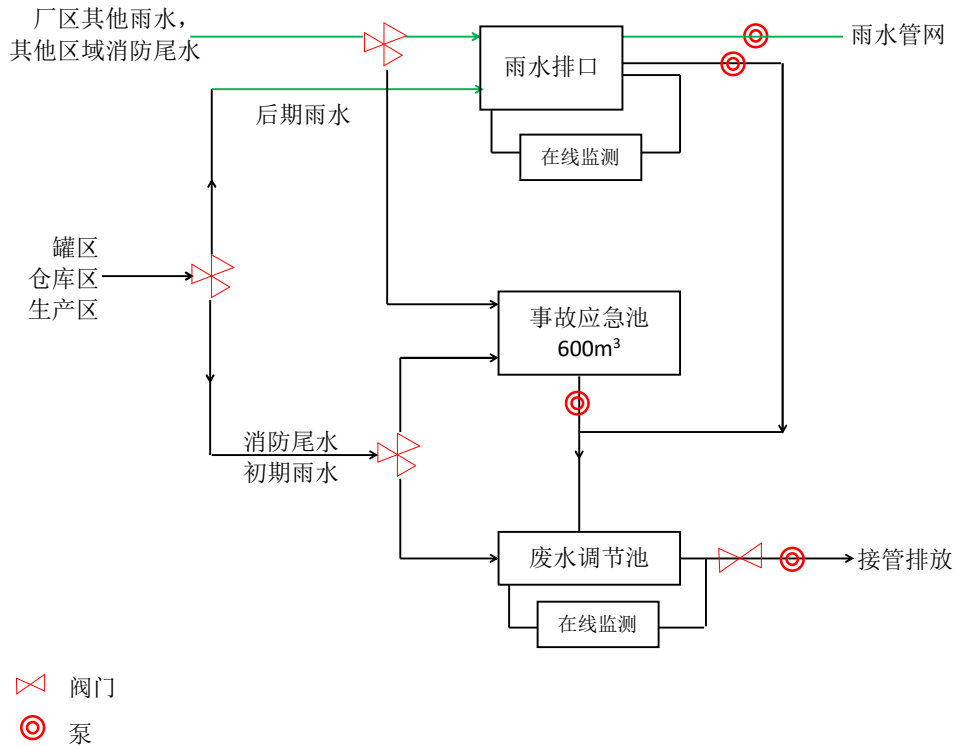 厂区其他雨水,
其他区域消防尾水
雨水管网
雨水排口
后期雨水
在线监测
罐区
仓库区
生产区
事故应急池
600m³
消防尾水
初期雨水
废水调节池
接管排放
在线监测
阀门
泵